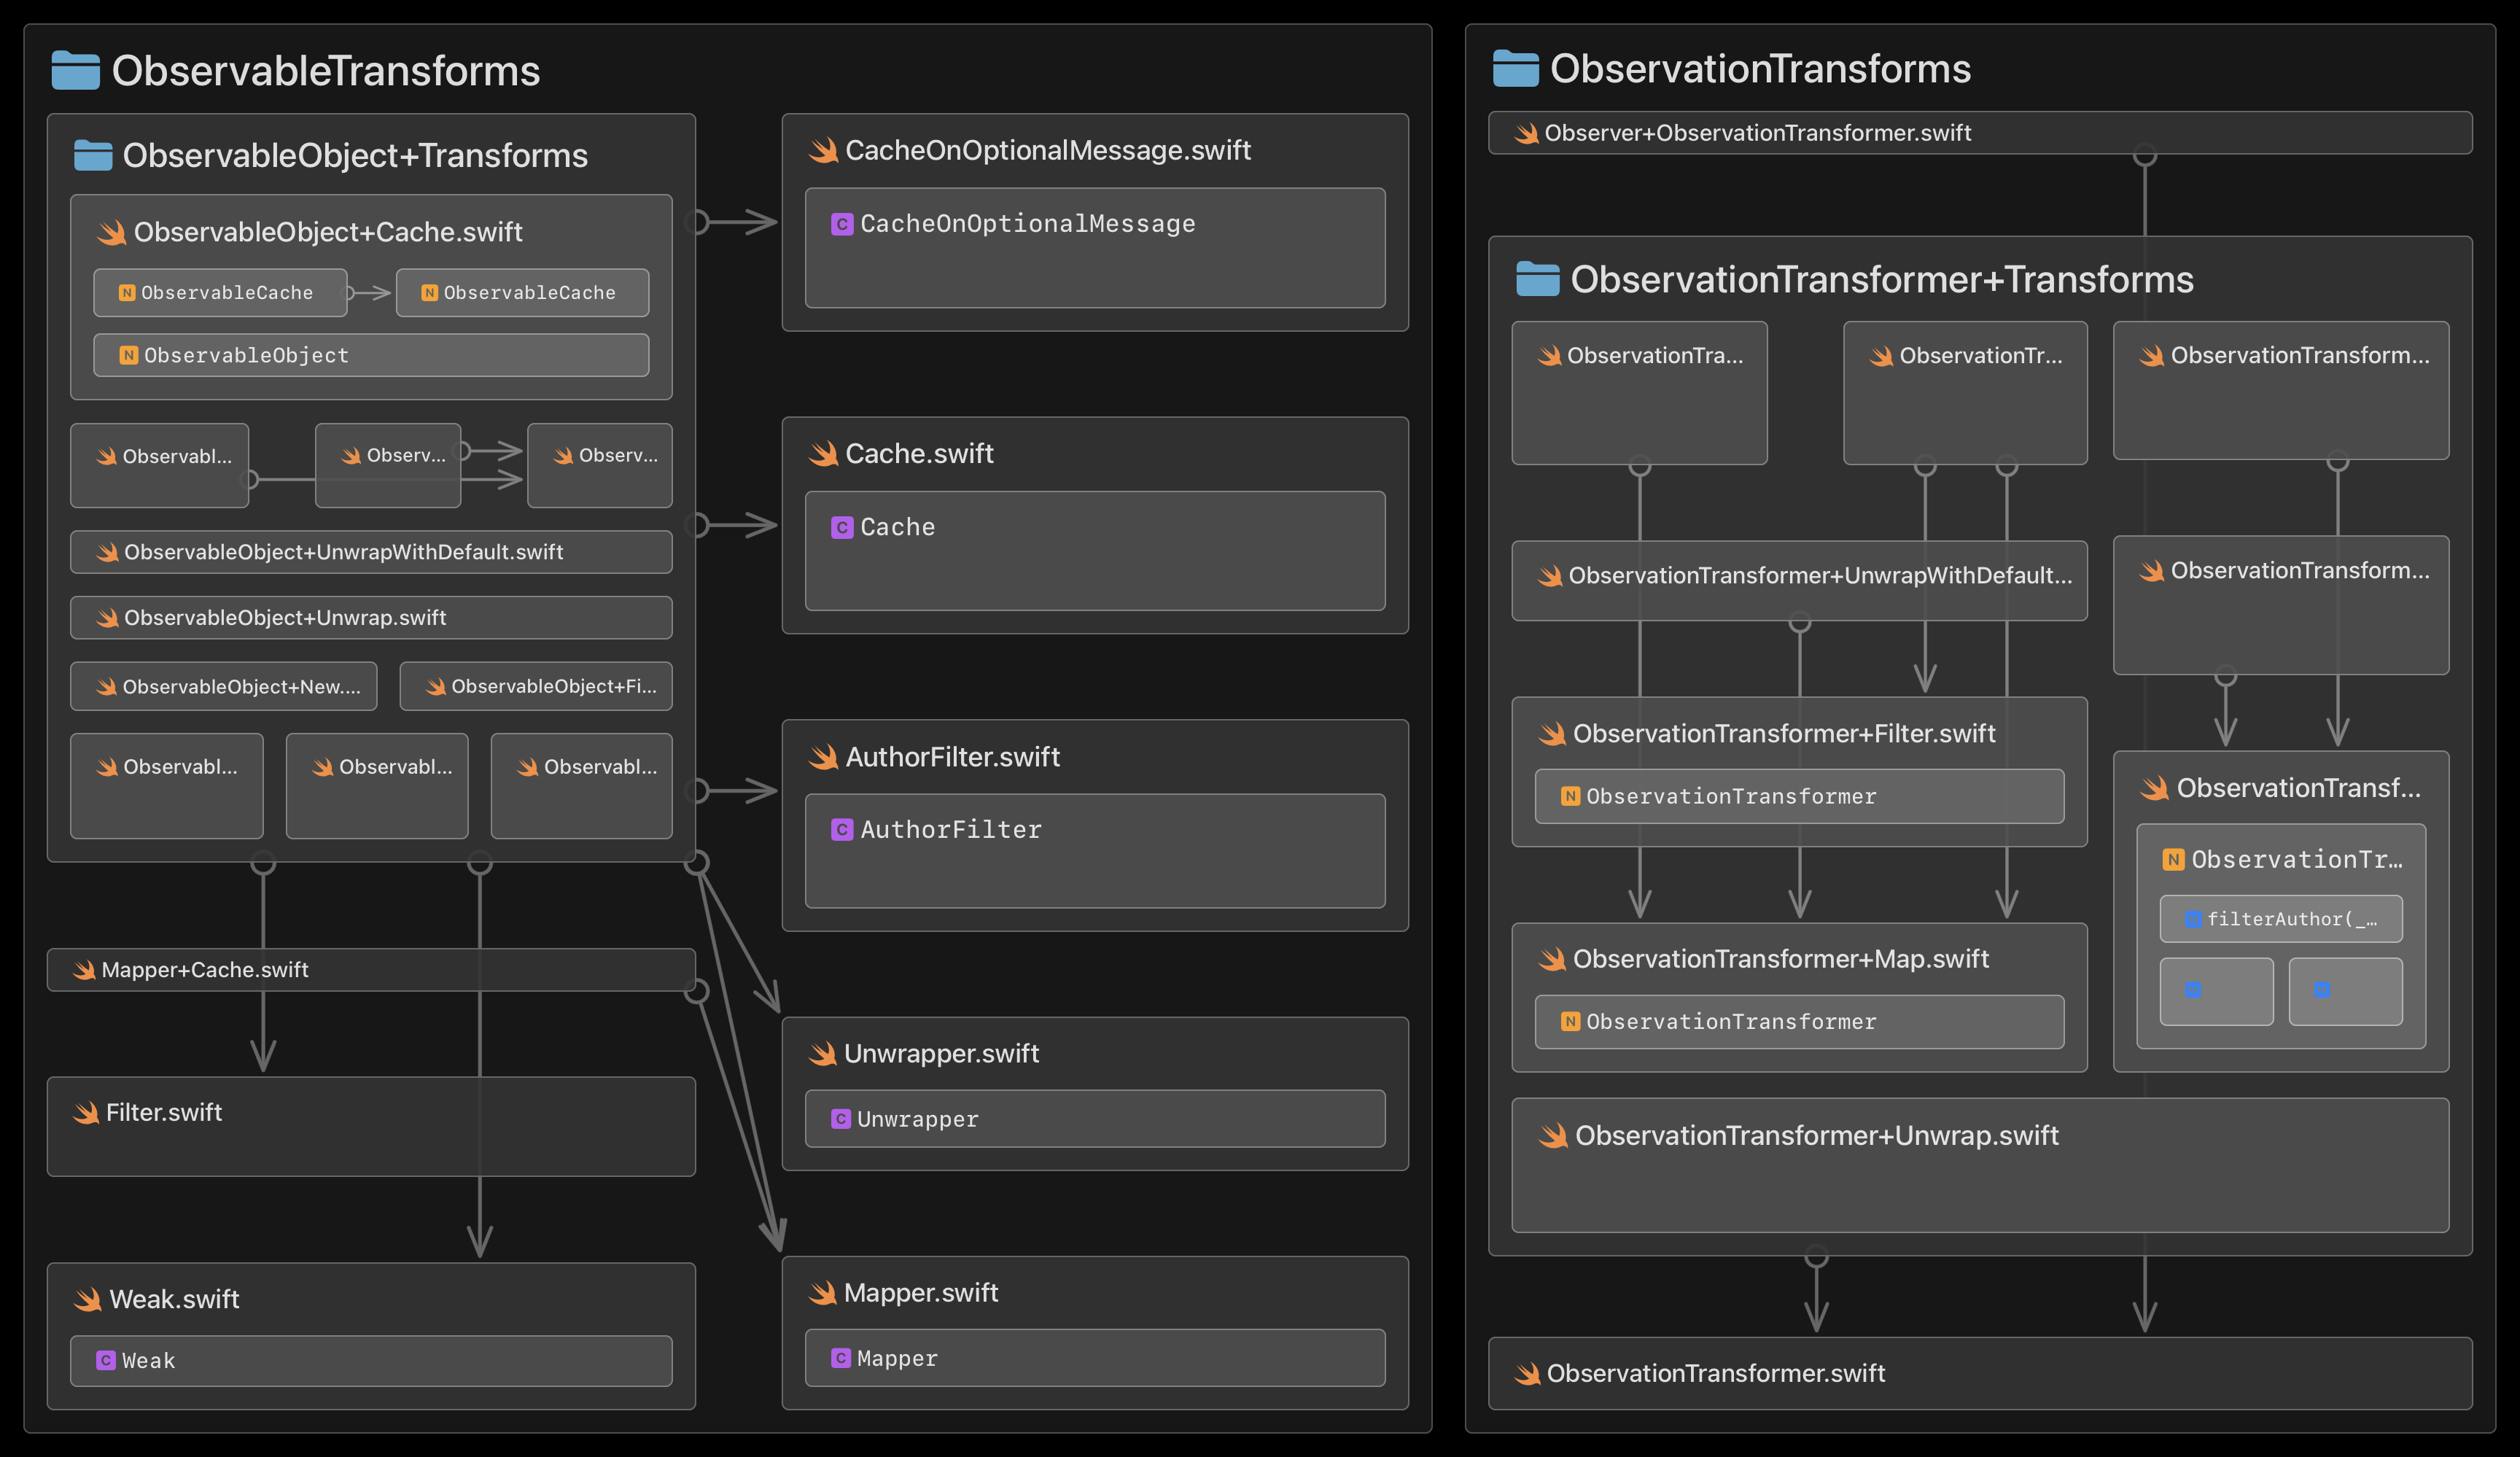 ObservableTransforms
ObservableObject+Transforms
ObservableObject+Cache.swift
N ObservableCache
N ObservableCache
N ObservableObject
Observabl...
Observ...
Observ...
ObservableObject+UnwrapWithDefault.swift
ObservableObject+Unwrap.swift
ObservableObject+New....
ObservableObject+Fi...
Observabl...
Observabl...
Observabl...
Mapper+Cache.swift
Filter.swift
Weak.swift
C Weak
CacheOnOptionalMessage.swift
C CacheOnOptionalMessage
Cache.swift
C Cache
AuthorFilter.swift
C AuthorFilter
Unwrapper.swift
C Unwrapper
Mapper.swift
C Mapper
ObservationTransforms
Observer+ObservationTransformer.swift
ObservationTransformer+Transforms
ObservationTra...
ObservationTr...
ObservationTransform...
ObservationTransformer+UnwrapWithDefault...
ObservationTransform...
ObservationTransformer+Filter.swift
N ObservationTransformer
ObservationTransformer+Map.swift
N ObservationTransformer
ObservationTransf...
N ObservationTr...
filterAuthor(_...
ObservationTransformer+Unwrap.swift
ObservationTransformer.swift